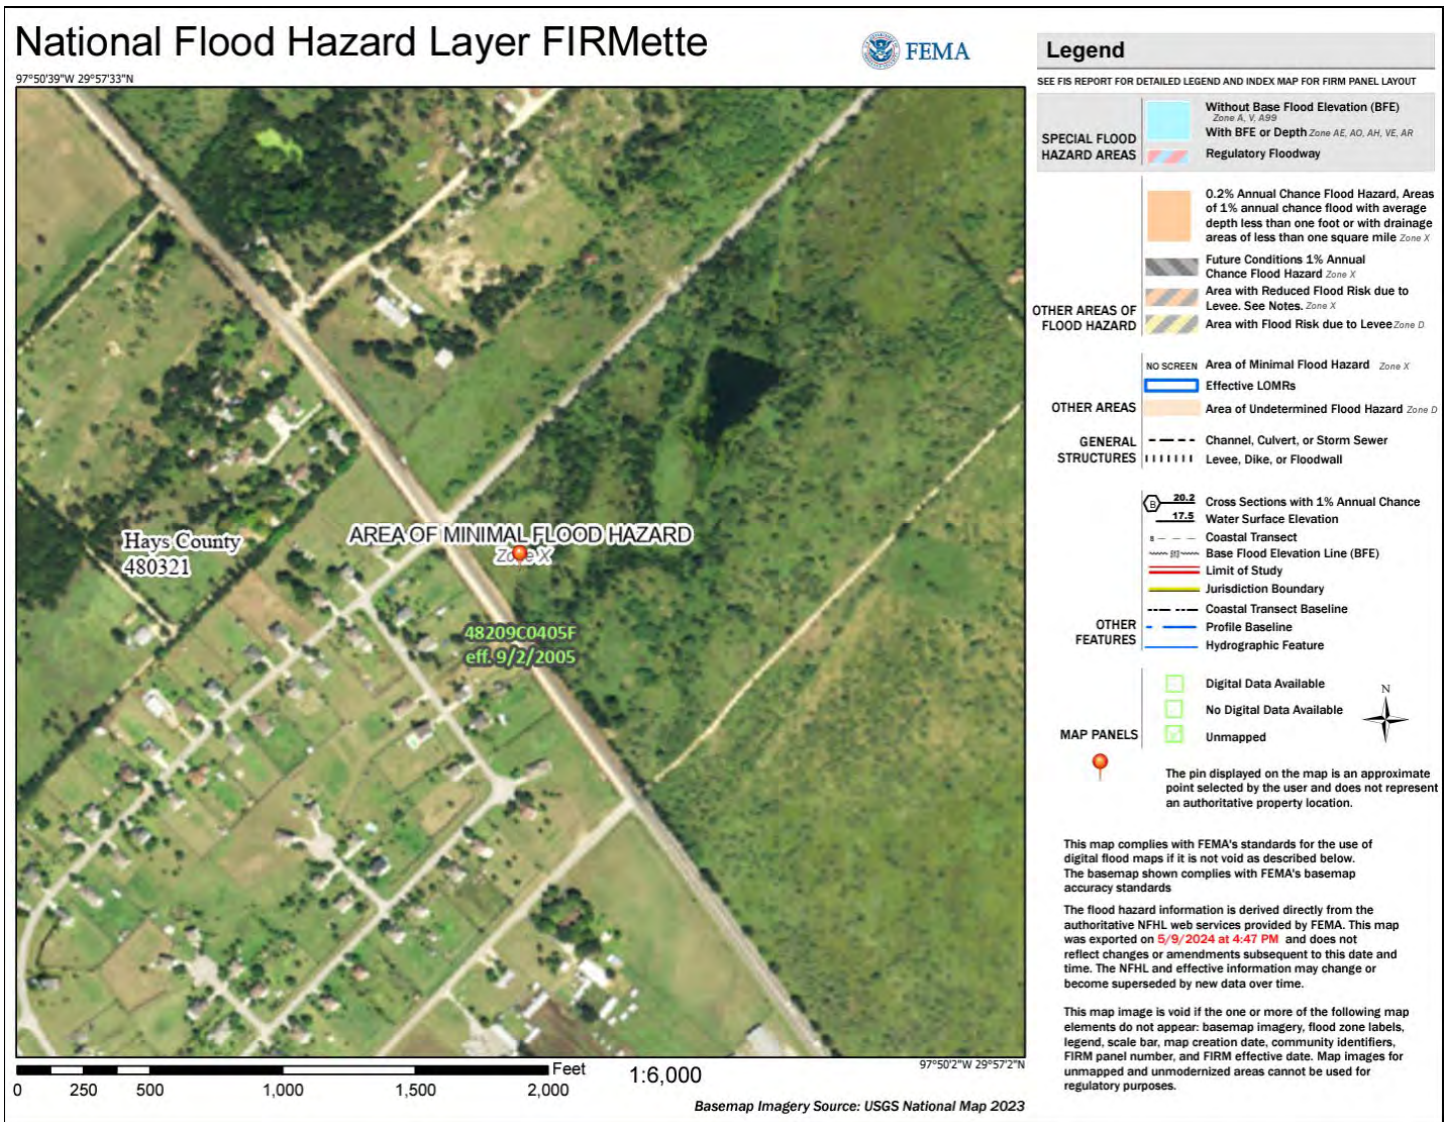 National Flood Hazard Layer FIRMette
FEMA
97°50'39"W 29°57'33"N
Hays County
480321
AREA OF MINIMAL FLOOD HAZARD
Zone X
48209C0405F
eff. 9/2/2005
97°50'2"W 29°57'2"N
Feet
1:6,000
0 250 500 1,000 1,500 2,000
Basemap Imagery Source: USGS National Map 2023
Legend
SEE FIS REPORT FOR DETAILED LEGEND AND INDEX MAP FOR FIRM PANEL LAYOUT
SPECIAL FLOOD
HAZARD AREAS
Without Base Flood Elevation (BFE)
Zone A, V, A99
With BFE or Depth Zone AE, AO, AH, VE, AR
Regulatory Floodway
OTHER AREAS OF
FLOOD HAZARD
0.2% Annual Chance Flood Hazard, Areas
of 1% annual chance flood with average
depth less than one foot or with drainage
areas of less than one square mile Zone X
Future Conditions 1% Annual
Chance Flood Hazard Zone X
Area with Reduced Flood Risk due to
Levee. See Notes. Zone X
Area with Flood Risk due to Levee Zone D
OTHER AREAS
NO SCREEN Area of Minimal Flood Hazard Zone X
Effective LOMRs
Area of Undetermined Flood Hazard Zone D
GENERAL
STRUCTURES
Channel, Culvert, or Storm Sewer
Levee, Dike, or Floodwall
OTHER
FEATURES
B 20.2 Cross Sections with 1% Annual Chance
17.5 Water Surface Elevation
8 Coastal Transect
513 Base Flood Elevation Line (BFE)
Limit of Study
Jurisdiction Boundary
Coastal Transect Baseline
Profile Baseline
Hydrographic Feature
MAP PANELS
Digital Data Available
No Digital Data Available
Unmapped
N
The pin displayed on the map is an approximate
point selected by the user and does not represent
an authoritative property location.
This map complies with FEMA's standards for the use of
digital flood maps if it is not void as described below.
The basemap shown complies with FEMA's basemap
accuracy standards
The flood hazard information is derived directly from the
authoritative NFHL web services provided by FEMA. This map
was exported on 5/9/2024 at 4:47 PM and does not
reflect changes or amendments subsequent to this date and
time. The NFHL and effective information may change or
become superseded by new data over time.
This map image is void if the one or more of the following map
elements do not appear: basemap imagery, flood zone labels,
legend, scale bar, map creation date, community identifiers,
FIRM panel number, and FIRM effective date. Map images for
unmapped and unmodernized areas cannot be used for
regulatory purposes.